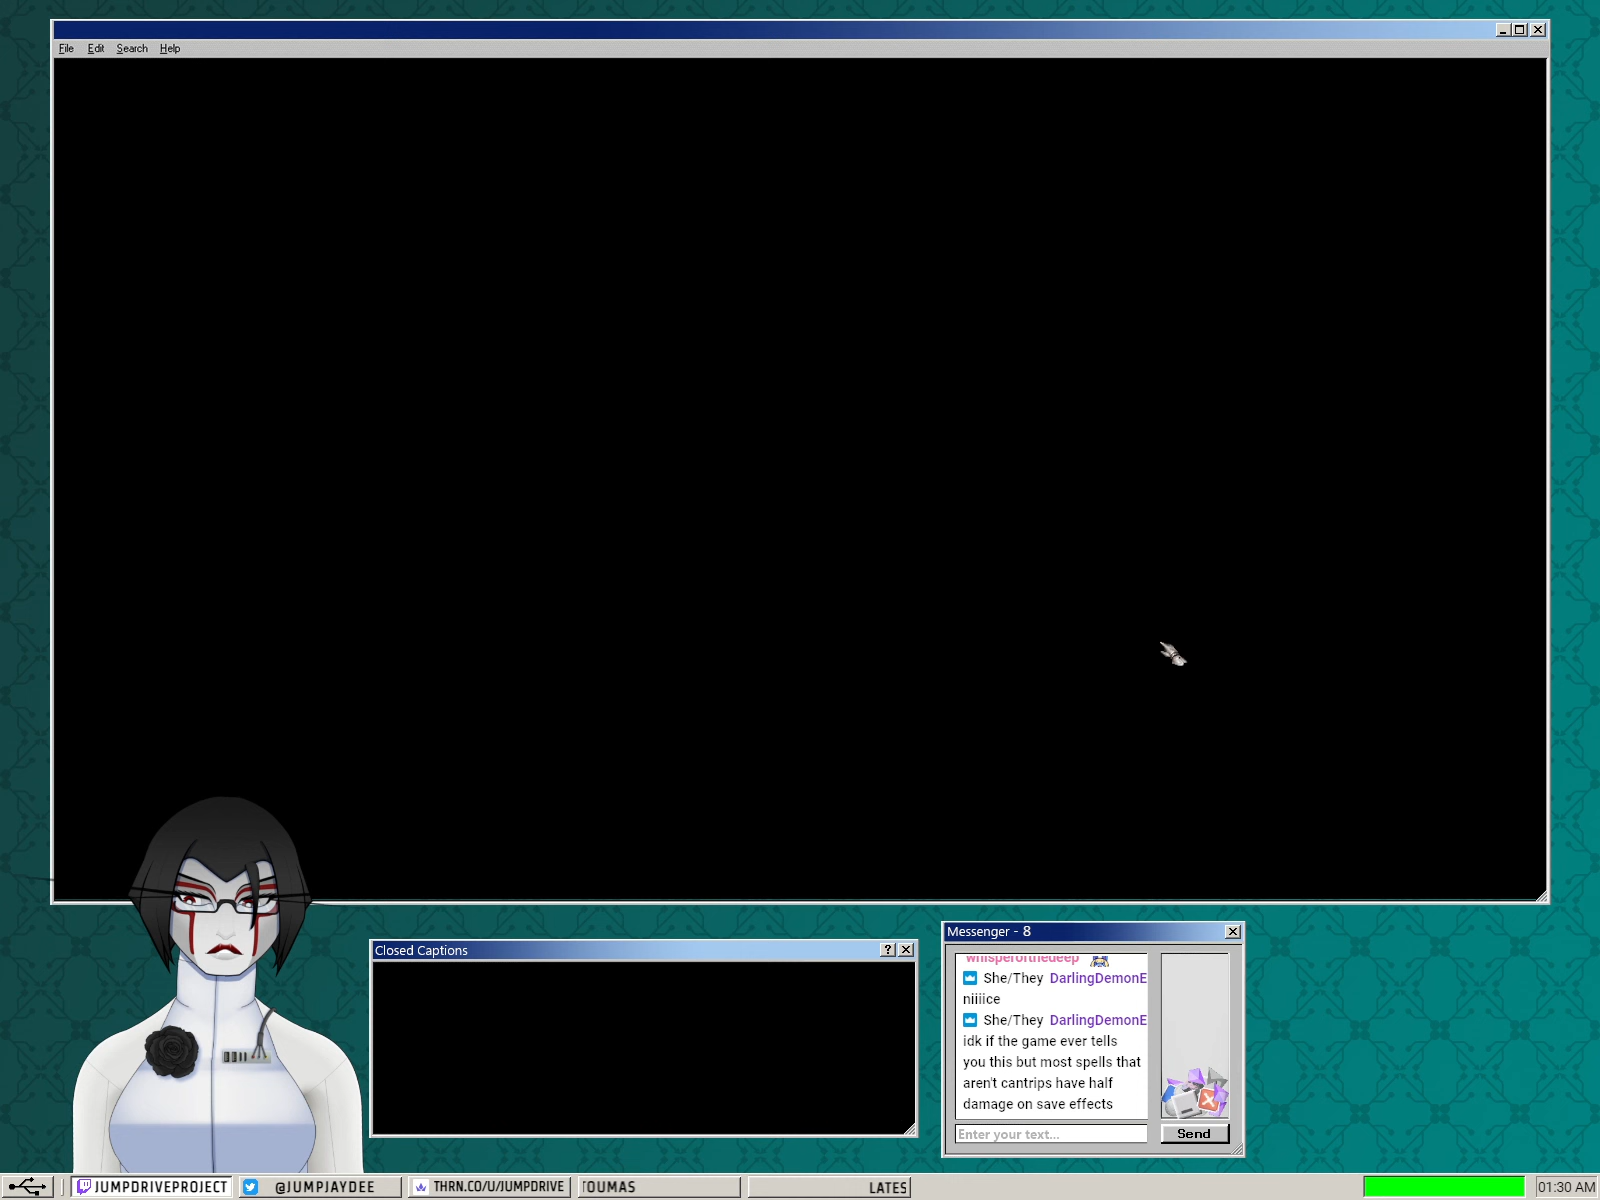 File Edit Search Help
Closed Captions
Messenger - 8
whisperofthedeep
She/They DarlingDemonE
niiiice
She/They DarlingDemonE
idk if the game ever tells
you this but most spells that
aren't cantrips have half
damage on save effects
Enter your text...
Send
JUMPDRIVEPROJECT
@JUMPJAYDEE
THRN.CO/U/JUMPDRIVE
TOUMAS
LATES
01:30 AM